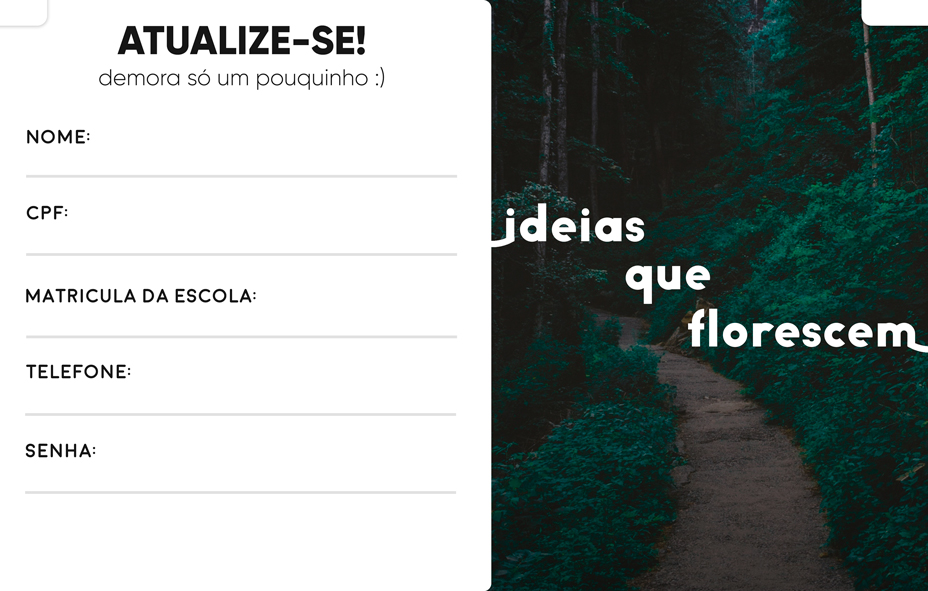 ATUALIZE-SE!
demora só um pouquinho :)
NOME:
CPF:
MATRICULA DA ESCOLA:
TELEFONE:
SENHA:
ideias
que
florescem